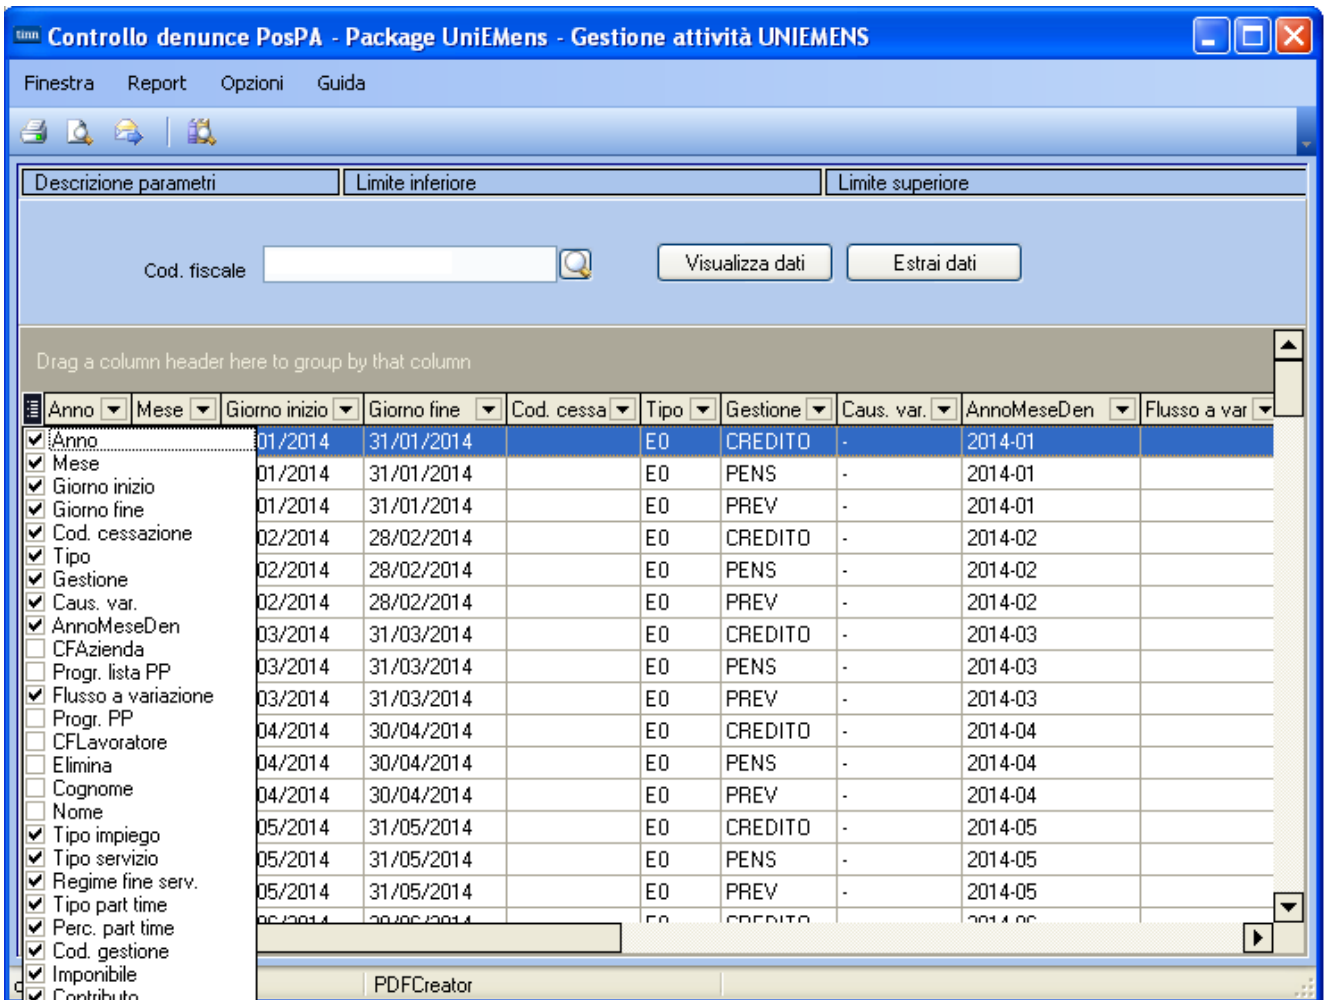 tinn Controllo denunce PosPA - Package UniEMens - Gestione attività UNIEMENS
Finestra Report Opzioni Guida
Descrizione parametri Limite inferiore Limite superiore
Cod. fiscale Visualizza dati Estrai dati
Drag a column header here to group by that column
Anno Mese Giorno inizio Giorno fine Cod. cessa Tipo Gestione Caus. var. AnnoMeseDen Flusso a var
Anno 01/2014 31/01/2014 E0 CREDITO - 2014-01
Mese
Giorno inizio 01/2014 31/01/2014 E0 PENS - 2014-01
Giorno fine 01/2014 31/01/2014 E0 PREV - 2014-01
Cod. cessazione 02/2014 28/02/2014 E0 CREDITO - 2014-02
Tipo
Gestione 02/2014 28/02/2014 E0 PENS - 2014-02
Caus. var. 02/2014 28/02/2014 E0 PREV - 2014-02
AnnoMeseDen 03/2014 31/03/2014 E0 CREDITO - 2014-03
CFAzienda
Progr. lista PP 03/2014 31/03/2014 E0 PENS - 2014-03
Flusso a variazione 03/2014 31/03/2014 E0 PREV - 2014-03
Progr. PP
CFLavoratore 04/2014 30/04/2014 E0 CREDITO - 2014-04
Elimina 04/2014 30/04/2014 E0 PENS - 2014-04
Cognome 04/2014 30/04/2014 E0 PREV - 2014-04
Nome
Tipo impiego 05/2014 31/05/2014 E0 CREDITO - 2014-05
Tipo servizio 05/2014 31/05/2014 E0 PENS - 2014-05
Regime fine serv. 05/2014 31/05/2014 E0 PREV - 2014-05
Tipo part time
Perc. part time 06/2014 30/06/2014 E0 CREDITO 2014-06
Cod. gestione
Imponibile PDFCreator
Contributo